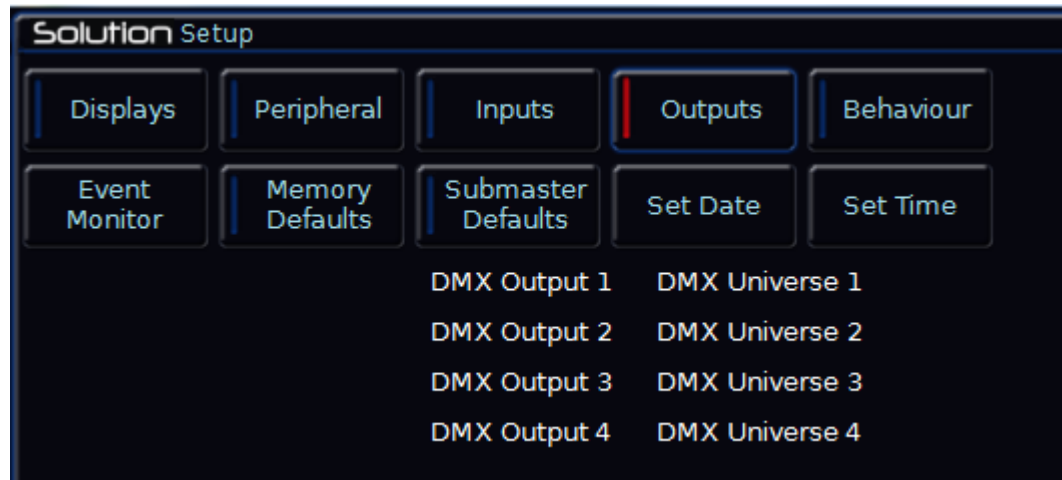 Solution Setup
Displays
Peripheral
Inputs
Outputs
Behaviour
Event
Monitor
Memory
Defaults
Submaster
Defaults
Set Date
Set Time
DMX Output 1 DMX Universe 1
DMX Output 2 DMX Universe 2
DMX Output 3 DMX Universe 3
DMX Output 4 DMX Universe 4